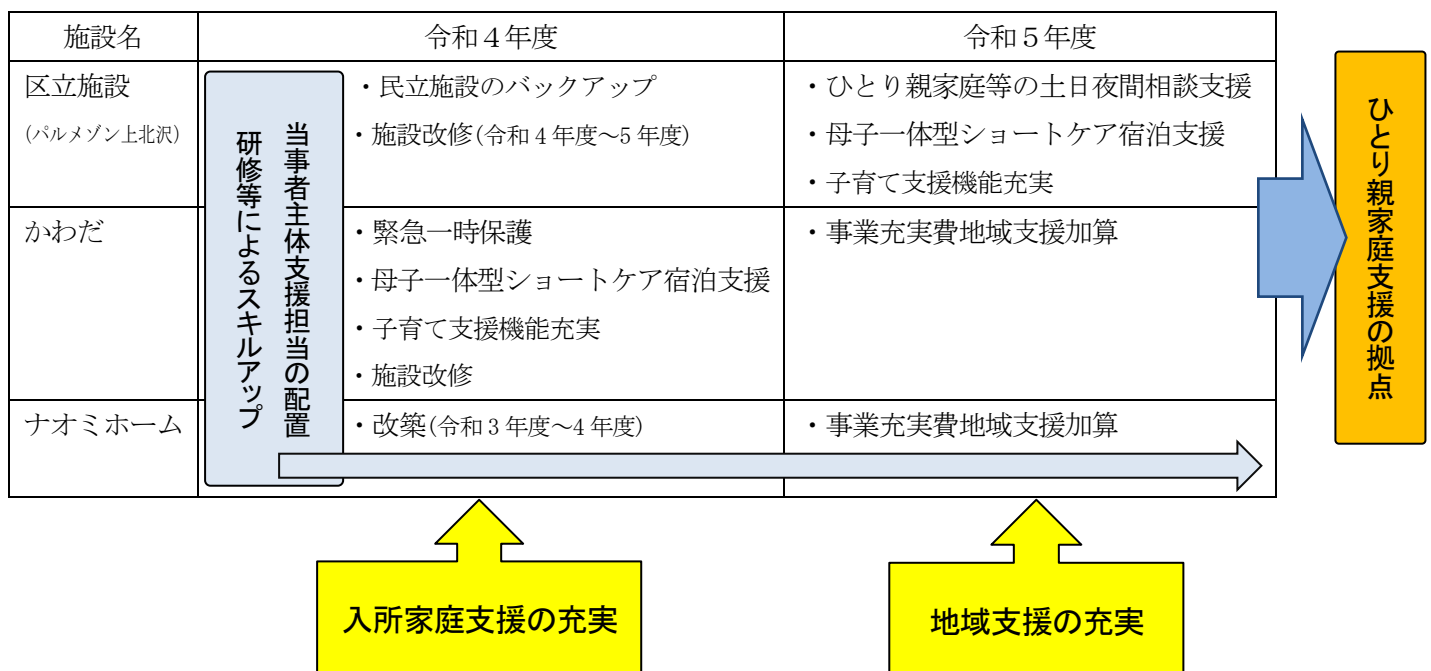 施設名
令和４年度
令和５年度
区立施設
(パルメゾン上北沢)
当事者主体支援担当の配置
研修等によるスキルアップ
・民立施設のバックアップ
・施設改修(令和４年度～5年度)
・ひとり親家庭等の土日夜間相談支援
・母子一体型ショートケア宿泊支援
・子育て支援機能充実
かわだ
・緊急一時保護
・母子一体型ショートケア宿泊支援
・子育て支援機能充実
・施設改修
・事業充実費地域支援加算
ナオミホーム
・改築(令和３年度～4年度)
・事業充実費地域支援加算
ひとり親家庭支援の拠点
入所家庭支援の充実
地域支援の充実